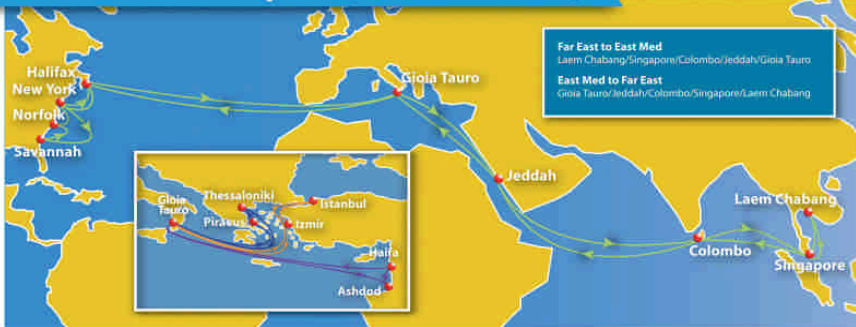 Far East to East Med
Laem Chabang/Singapore/Colombo/Jeddah/Gioia Tauro
East Med to Far East
Gioia Tauro/Jeddah/Colombo/Singapore/Laem Chabang
Halifax
New York
Norfolk
Savannah
Gioia Tauro
Jeddah
Laem Chabang
Colombo
Singapore
Gioia
Tauro
Thessaloniki
Istanbul
Piraeus
Izmir
Haifa
Ashdod